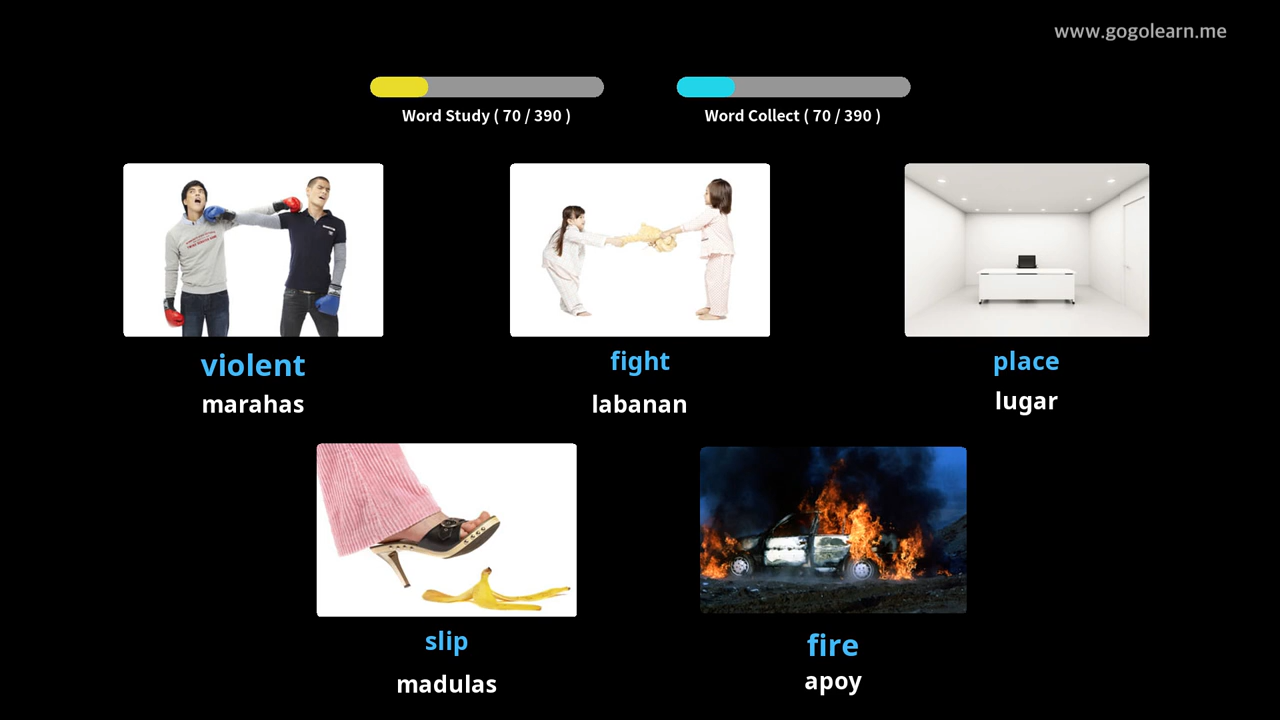 www.gogolearn.me
Word Study ( 70 / 390 )
Word Collect ( 70 / 390 )
violent
marahas
fight
labanan
place
lugar
slip
madulas
fire
apoy